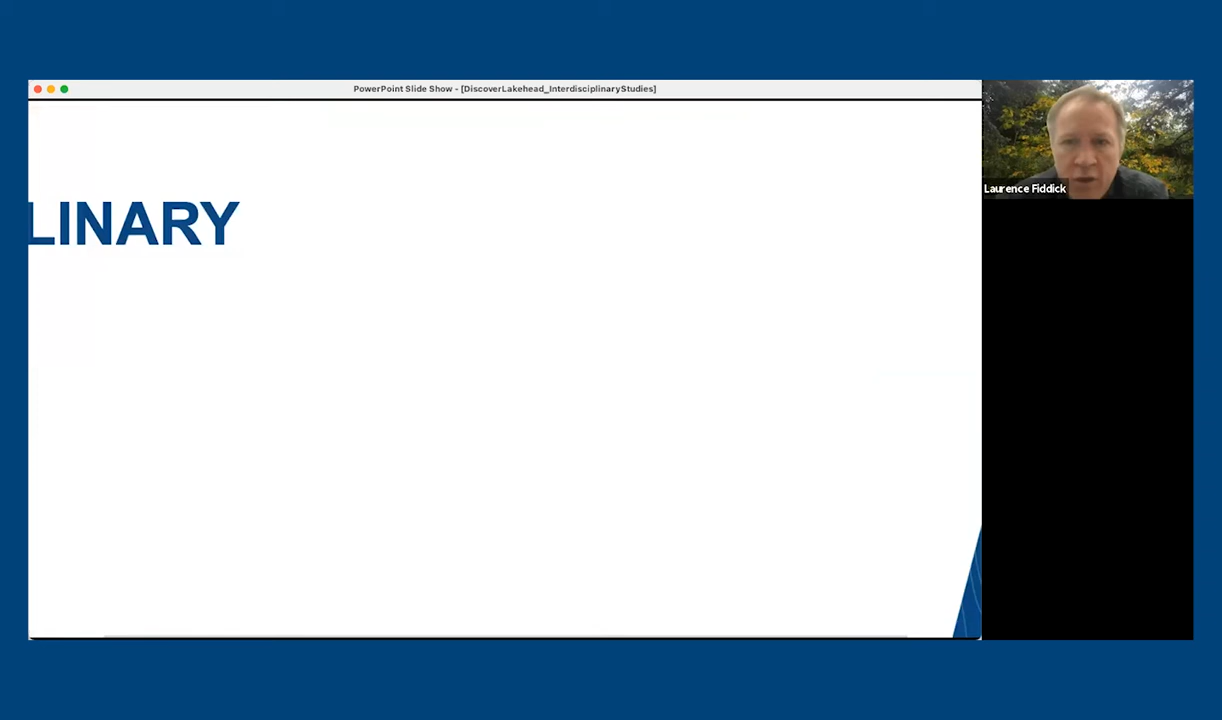 PowerPoint Slide Show - [DiscoverLakehead_InterdisciplinaryStudies]
LINARY
Laurence Fiddick